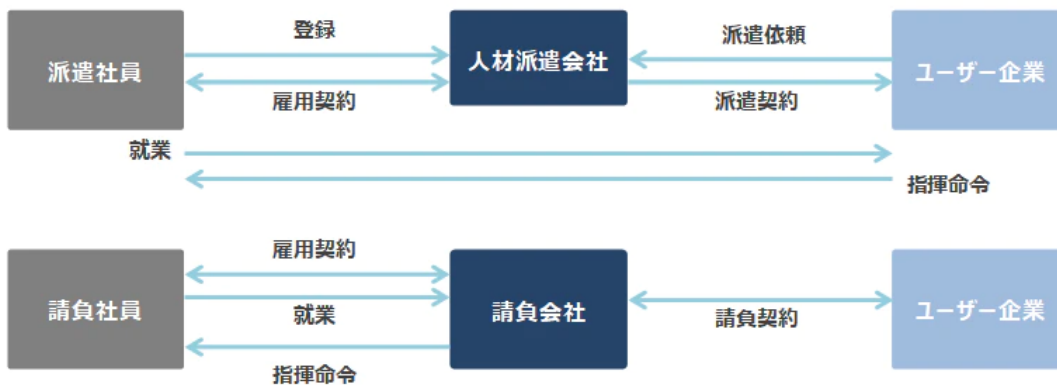 登録
派遣依頼
派遣社員
人材派遣会社
ユーザー企業
雇用契約
派遣契約
就業
指揮命令
雇用契約
請負社員
就業
請負会社
請負契約
ユーザー企業
指揮命令